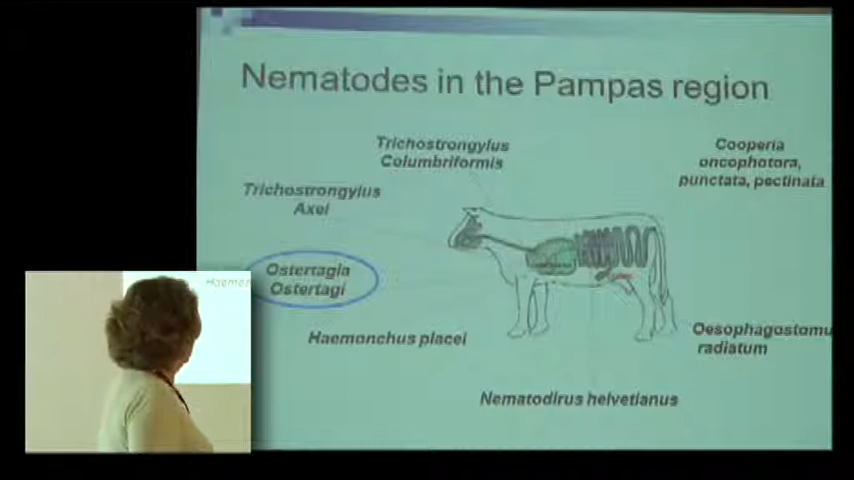 Nematodes in the Pampas region
Trichostrongylus
Columbriformis
Cooperia
oncophotora,
punctata, pectinata
Trichostrongylus
Axei
Ostertagia
Ostertagi
Haemon
Haemonchus placei
Oesophagostomu
radiatum
Nematodirus helvetianus